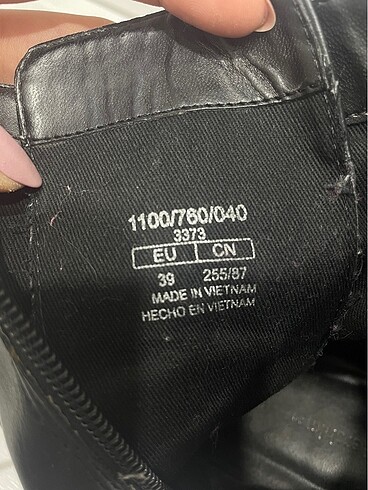 1100/760/040
3373
EU CN
39 255/87
MADE IN VIETNAM
HECHO EN VIETNAM